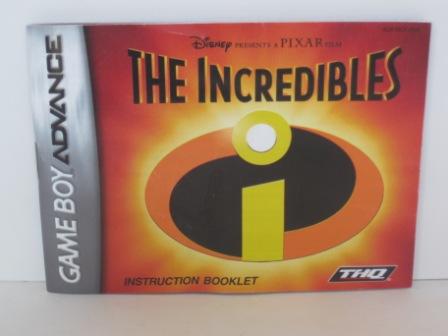 Disney PRESENTS A PIXAR FILM
THE INCREDIBLES
GAME BOY ADVANCE
i
INSTRUCTION BOOKLET
THQ